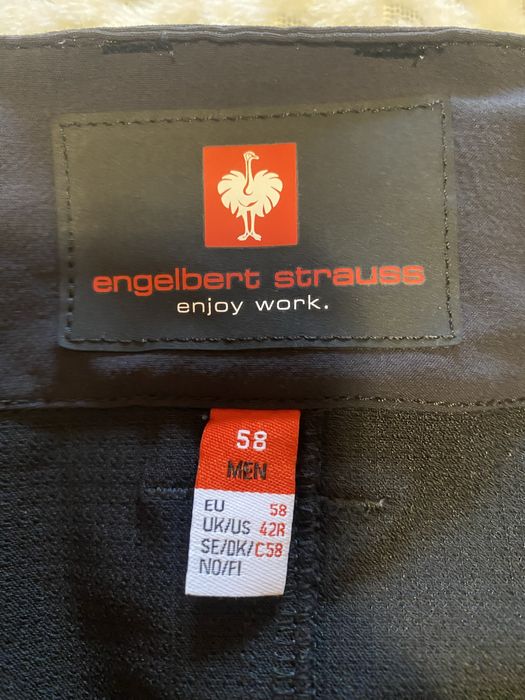 engelbert strauss
enjoy work.
58
MEN
EU 58
UK/US 42R
SE/DK/ C58
NO/FI